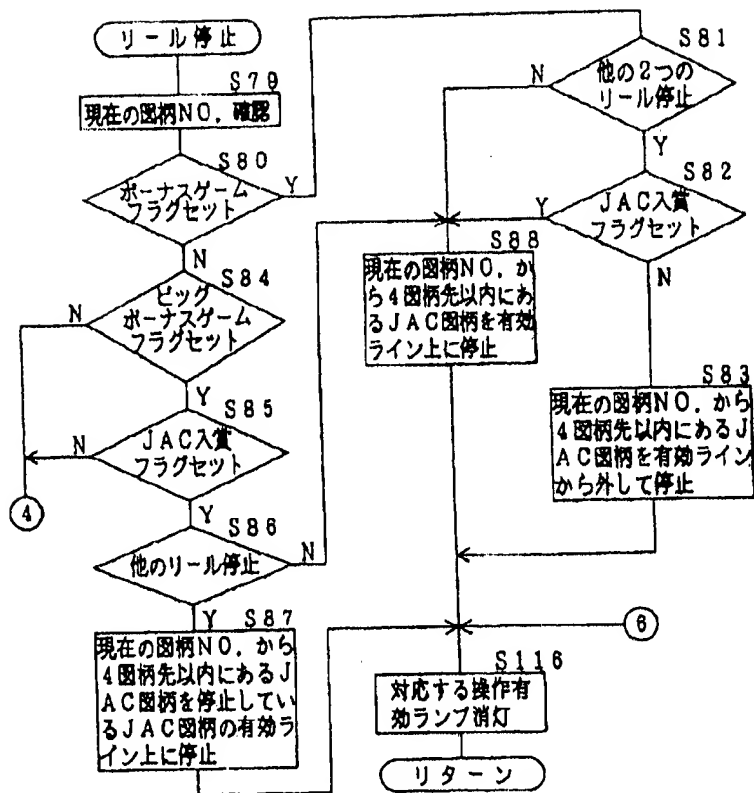 リール停止
S79
現在の図柄NO.確認
S80
ボーナスゲーム
フラグセット
Y
N
S84
ビッグ
ボーナスゲーム
フラグセット
N
Y
S85
JAC入賞
フラグセット
N
Y
4
S86
他のリール停止
N
Y
S87
現在の図柄NO.から
4図柄先以内にあるJ
AC図柄を停止してい
るJAC図柄の有効ラ
イン上に停止
S81
他の2つの
リール停止
N
Y
S82
JAC入賞
フラグセット
Y
N
S88
現在の図柄NO.か
ら4図柄先以内にあ
るJAC図柄を有効
ライン上に停止
S83
現在の図柄NO.から
4図柄先以内にあるJ
AC図柄を有効ライン
から外して停止
6
S116
対応する操作有
効ランプ消灯
リターン